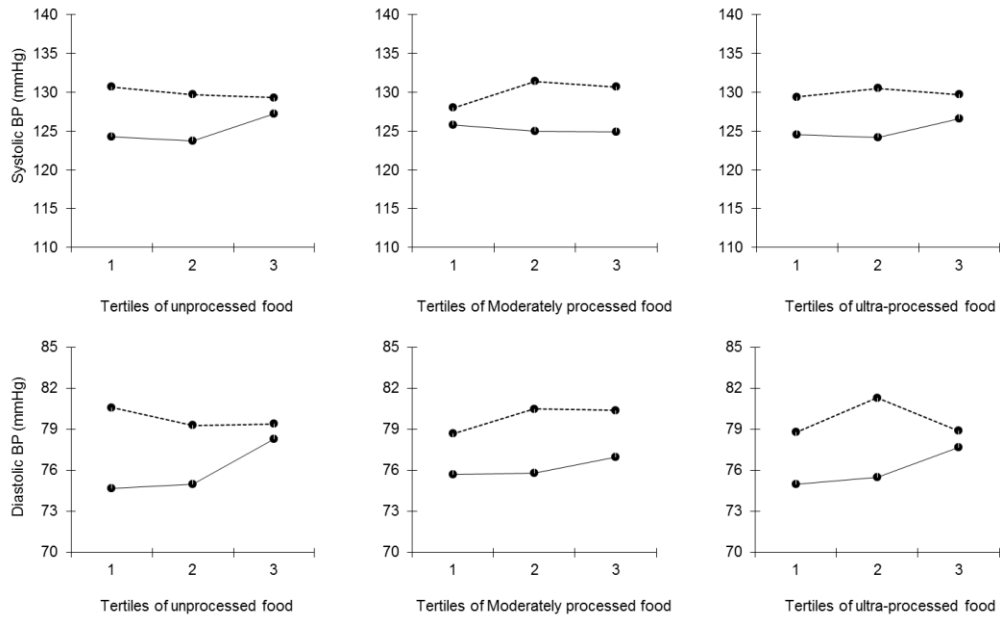 140 140 140
135 135 135
130 130 130
125 125 125
120 120 120
115 115 115
110 110 110
Systolic BP (mmHg)
1 2 3 1 2 3 1 2 3
Tertiles of unprocessed food Tertiles of Moderately processed food Tertiles of ultra-processed food
85 85 85
82 82 82
79 79 79
76 76 76
73 73 73
70 70 70
Diastolic BP (mmHg)
1 2 3 1 2 3 1 2 3
Tertiles of unprocessed food Tertiles of Moderately processed food Tertiles of ultra-processed food